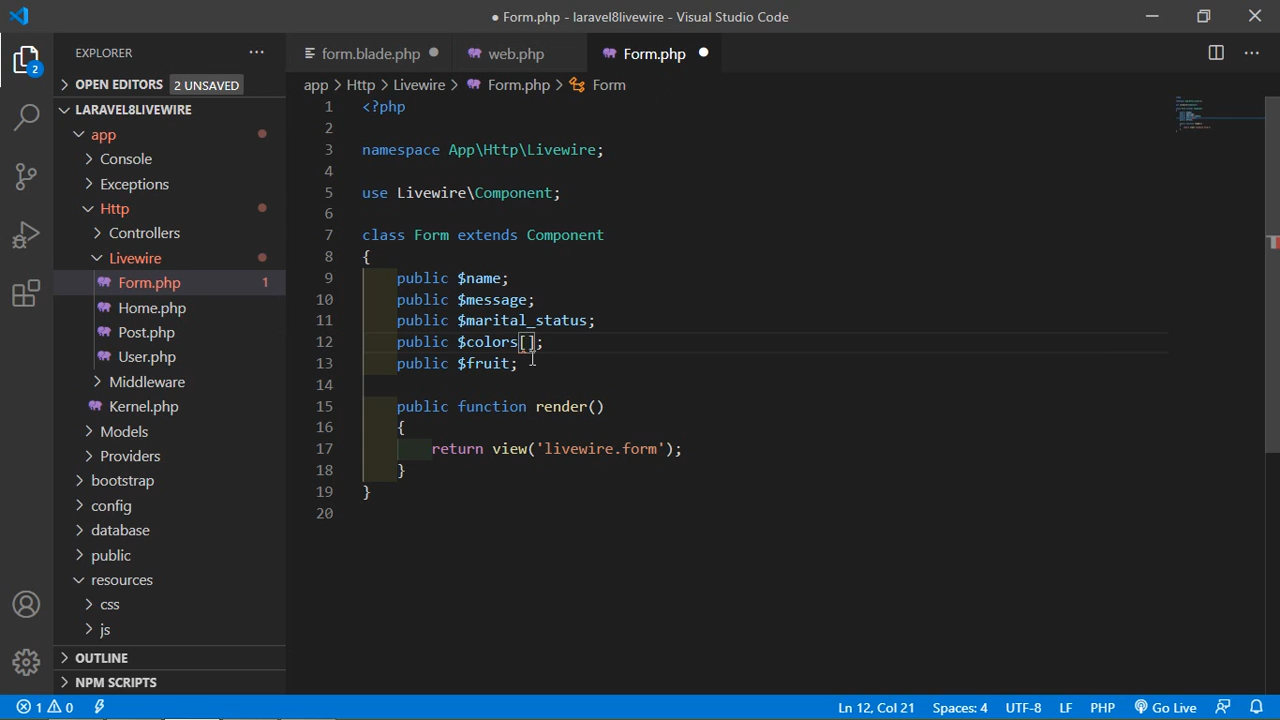 ● Form.php - laravel8livewire - Visual Studio Code
EXPLORER
form.blade.php
web.php
Form.php
2
OPEN EDITORS 2 UNSAVED
app > Http > Livewire > Form.php > Form
LARAVEL8LIVEWIRE
app
Console
Exceptions
Http
Controllers
Livewire
Form.php 1
Home.php
Post.php
User.php
Middleware
Kernel.php
Models
Providers
bootstrap
config
database
public
resources
css
js
OUTLINE
NPM SCRIPTS
1 <?php
2
3 namespace App\Http\Livewire;
4
5 use Livewire\Component;
6
7 class Form extends Component
8 {
9 public $name;
10 public $message;
11 public $marital_status;
12 public $colors[];
13 public $fruit;
14
15 public function render()
16 {
17 return view('livewire.form');
18 }
19 }
20
1 0
Ln 12, Col 21
Spaces: 4
UTF-8
LF
PHP
Go Live